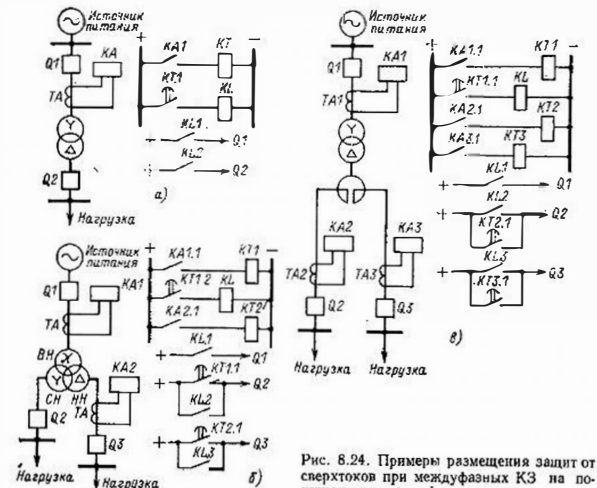 Источник
питания
Q1
KA
TA
Q2
Нагрузка
+
−
KA1
KT
KT1
KL
+
KL1
Q1
+
KL2
Q2
а)
Источник
питания
Q1
KA1
TA
ВН
СН
НН
KA2
TA
Q2
Q3
Нагрузка
Нагрузка
+
−
KA1.1
KT1
KT1.2
KL
KA2.1
KT2
+
KL1
Q1
+
KT1.1
Q2
KL2
+
KT2.1
Q3
KL3
б)
Источник
питания
Q1
KA1
TA1
KA2
KA3
TA2
TA3
Q2
Q3
Нагрузка
Нагрузка
+
−
KA1.1
KT1
KT1.1
KL
KA2.1
KT2
KA3.1
KT3
+
KL1
Q1
+
KL2
Q2
KT2.1
+
KL3
Q3
KT3.1
в)
Рис. 8.24. Примеры размещения защит от
сверхтоков при междуфазных КЗ на по-